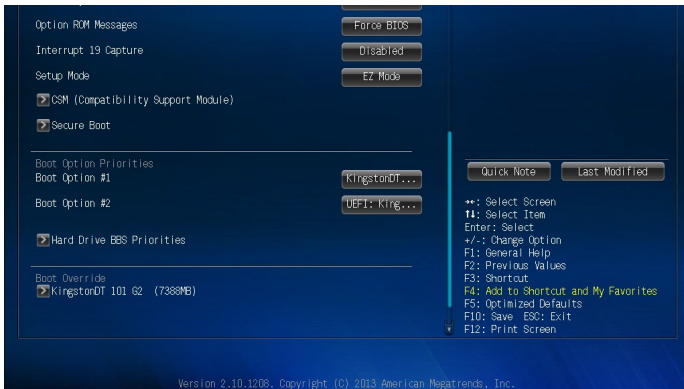 Option ROM Messages
Force BIOS
Interrupt 19 Capture
Disabled
Setup Mode
EZ Mode
CSM (Compatibility Support Module)
Secure Boot
Boot Option Priorities
Boot Option #1
KingstonDT...
Boot Option #2
UEFI: King...
Hard Drive BBS Priorities
Boot Override
KingstonDT 101 G2 (7388MB)
Quick Note
Last Modified
→←: Select Screen
↑↓: Select Item
Enter: Select
+/-: Change Option
F1: General Help
F2: Previous Values
F3: Shortcut
F4: Add to Shortcut and My Favorites
F5: Optimized Defaults
F10: Save ESC: Exit
F12: Print Screen
Version 2.10.1208. Copyright (C) 2013 American Megatrends, Inc.